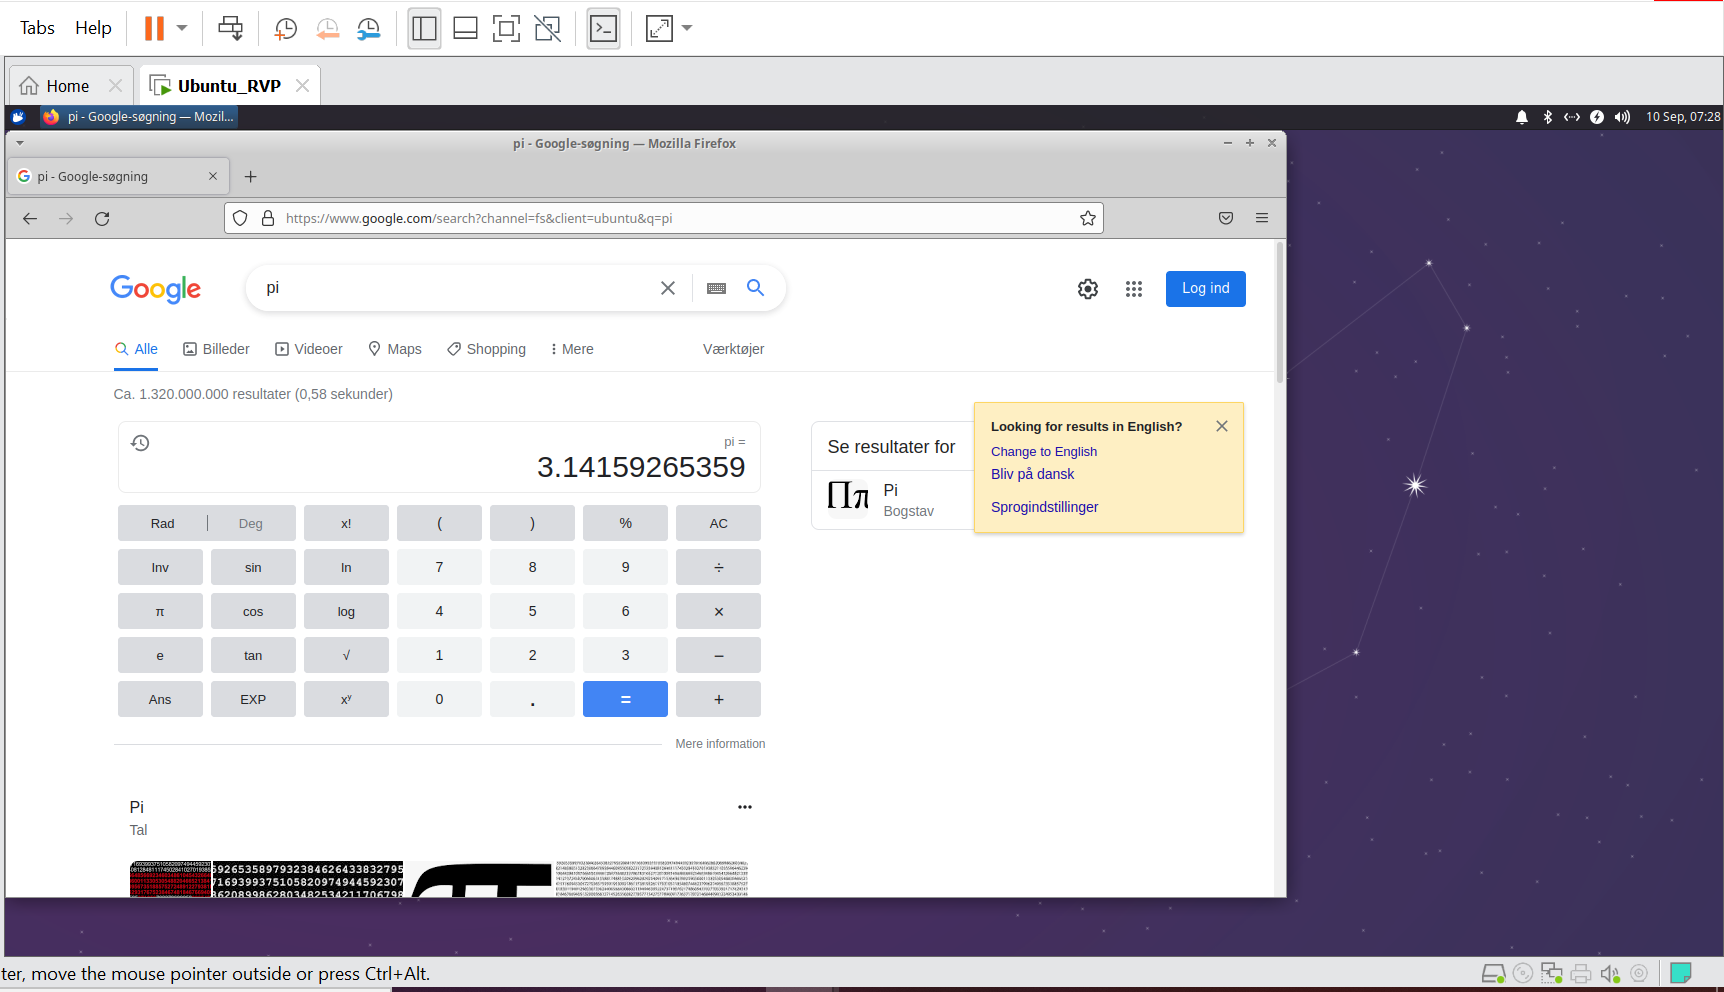 Tabs Help
Home Ubuntu_RVP
pi - Google-søgning — Mozil... 10 Sep, 07:28
pi - Google-søgning — Mozilla Firefox
pi - Google-søgning
https://www.google.com/search?channel=fs&client=ubuntu&q=pi
Google pi Log ind
Alle Billeder Videoer Maps Shopping Mere Værktøjer
Ca. 1.320.000.000 resultater (0,58 sekunder)
pi =
3.14159265359
Rad Deg x! ( ) % AC
Inv sin ln 7 8 9 ÷
π cos log 4 5 6 ×
e tan √ 1 2 3 −
Ans EXP xʸ 0 . = +
Mere information
Se resultater for
Ππ Pi
Bogstav
Looking for results in English?
Change to English
Bliv på dansk
Sprogindstillinger
Pi
Tal
5926535897932384626433832795
7169399375105820974944592307
862089986280348253421170679
ter, move the mouse pointer outside or press Ctrl+Alt.